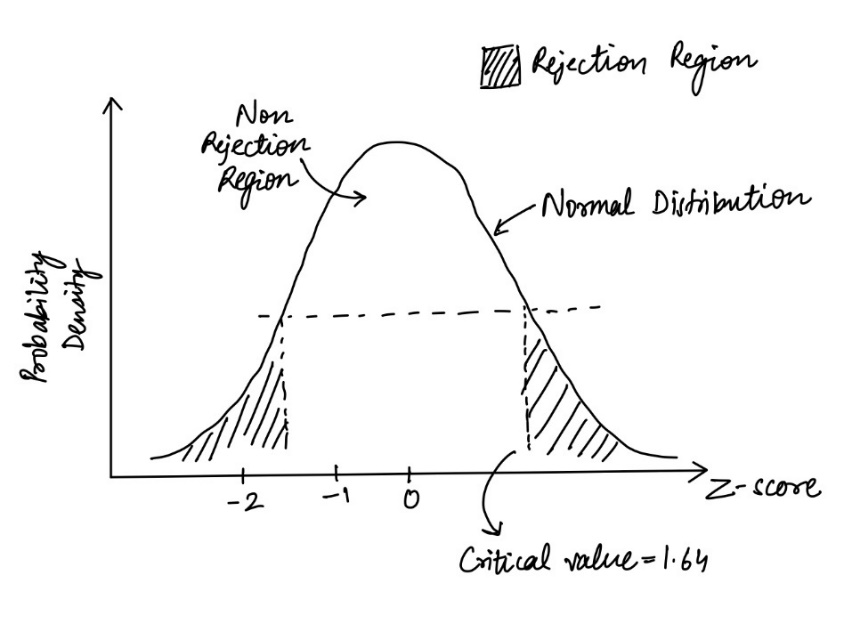 Rejection Region
Non
Rejection
Region
Normal Distribution
Probability
Density
-2
-1
0
Z-score
Critical value=1.64